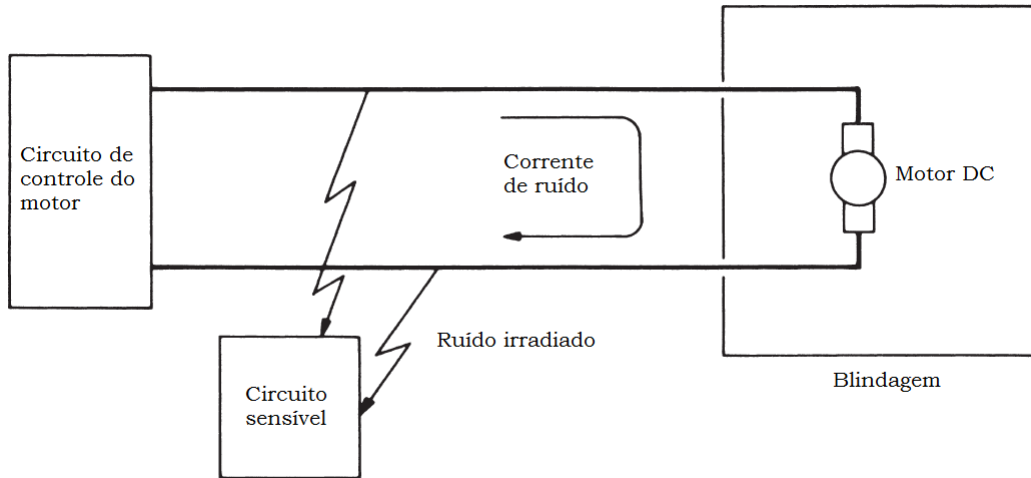 Circuito de
controle do
motor
Corrente
de ruído
Motor DC
Ruído irradiado
Circuito
sensível
Blindagem